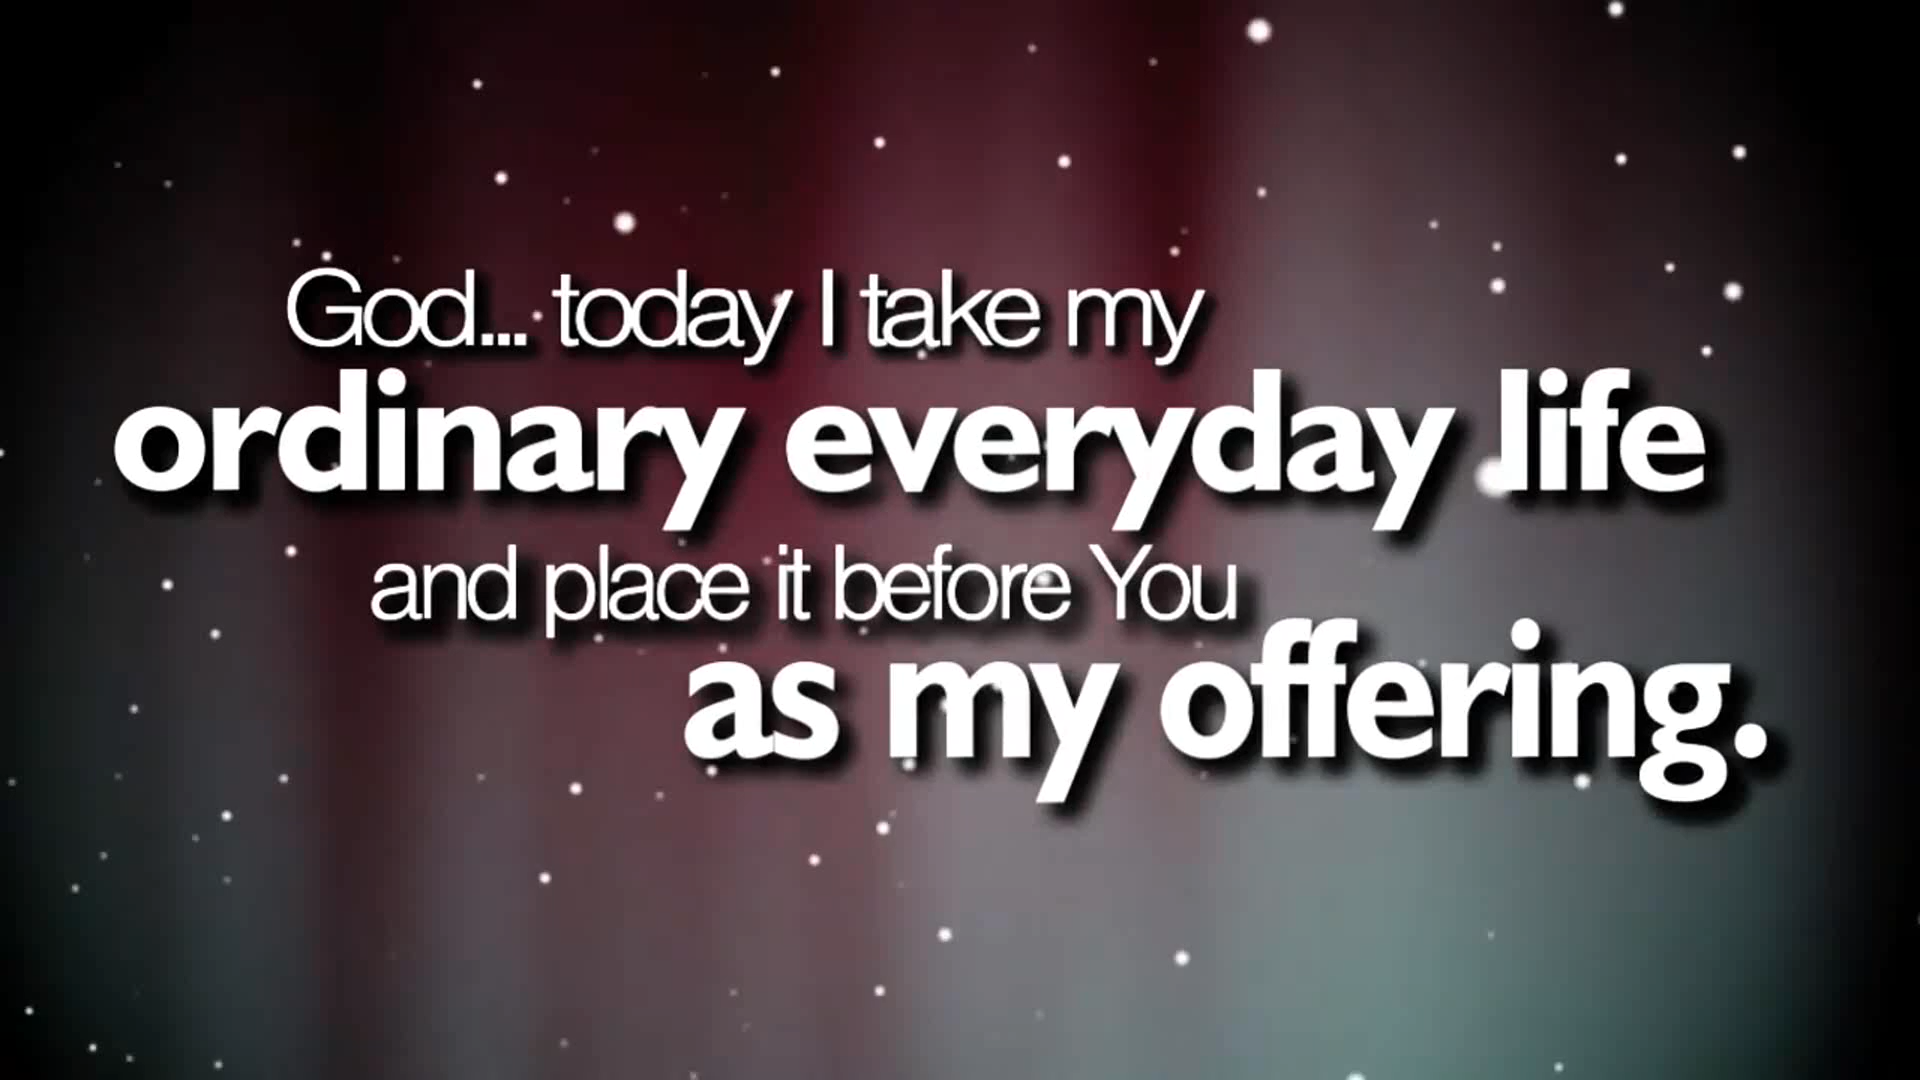 God... today I take my
ordinary everyday life
and place it before You
as my offering.